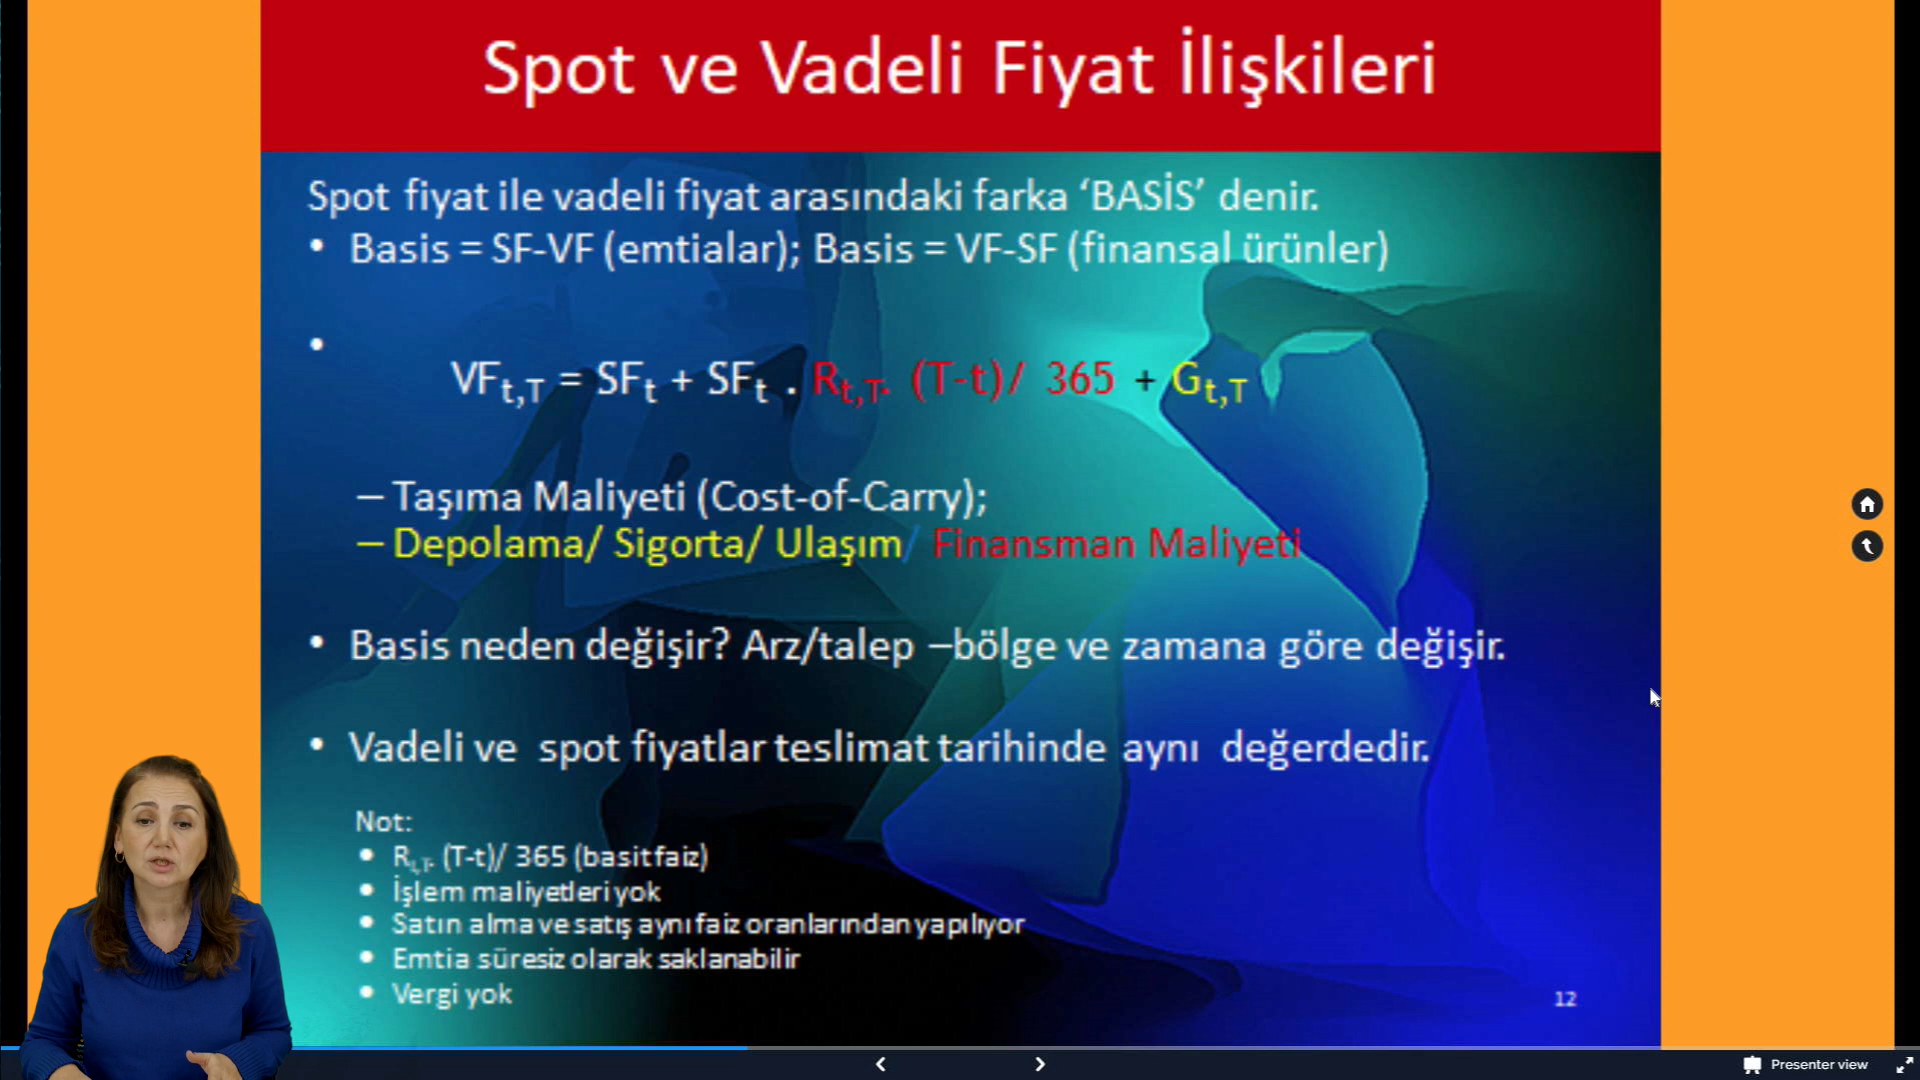 Spot ve Vadeli Fiyat İlişkileri
Spot fiyat ile vadeli fiyat arasındaki farka ‘BASİS’ denir.
• Basis = SF-VF (emtialar); Basis = VF-SF (finansal ürünler)
•
VFt,T = SFt + SFt . Rt,T. (T-t)/ 365 + Gt,T
– Taşıma Maliyeti (Cost-of-Carry);
– Depolama/ Sigorta/ Ulaşım/ Finansman Maliyeti
• Basis neden değişir? Arz/talep –bölge ve zamana göre değişir.
• Vadeli ve spot fiyatlar teslimat tarihinde aynı değerdedir.
Not:
• Rt,T. (T-t)/ 365 (basit faiz)
• İşlem maliyetleri yok
• Satın alma ve satış aynı faiz oranlarından yapılıyor
• Emtia süresiz olarak saklanabilir
• Vergi yok
12
Presenter view